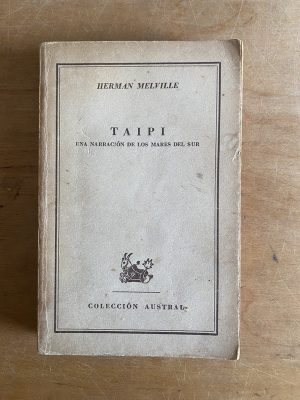 HERMAN MELVILLE
TAIPI
UNA NARRACIÓN DE LOS MARES DEL SUR
COLECCIÓN AUSTRAL